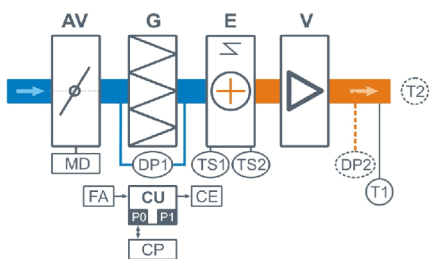 AV G E V
T2
MD DP1 TS1 TS2 DP2
T1
FA CU CE
P0 P1
CP